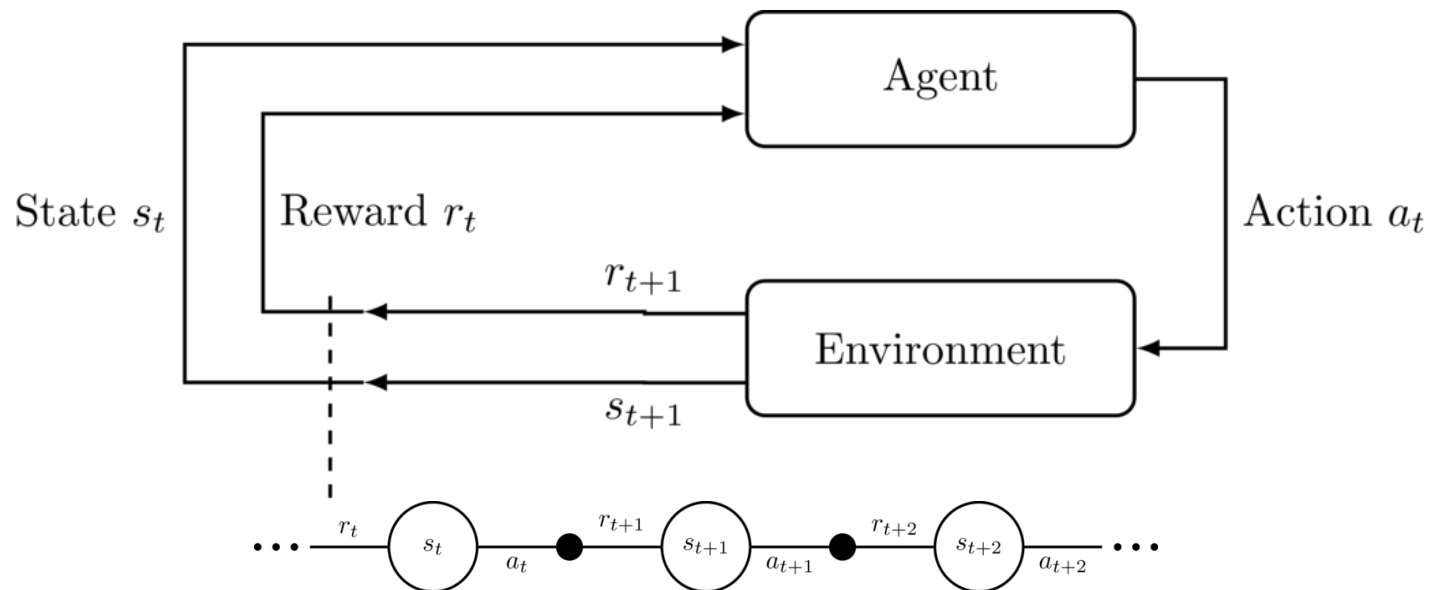 Agent
State s_t
Reward r_t
Action a_t
r_{t+1}
Environment
s_{t+1}
... r_t s_t a_t r_{t+1} s_{t+1} a_{t+1} r_{t+2} s_{t+2} a_{t+2} ...